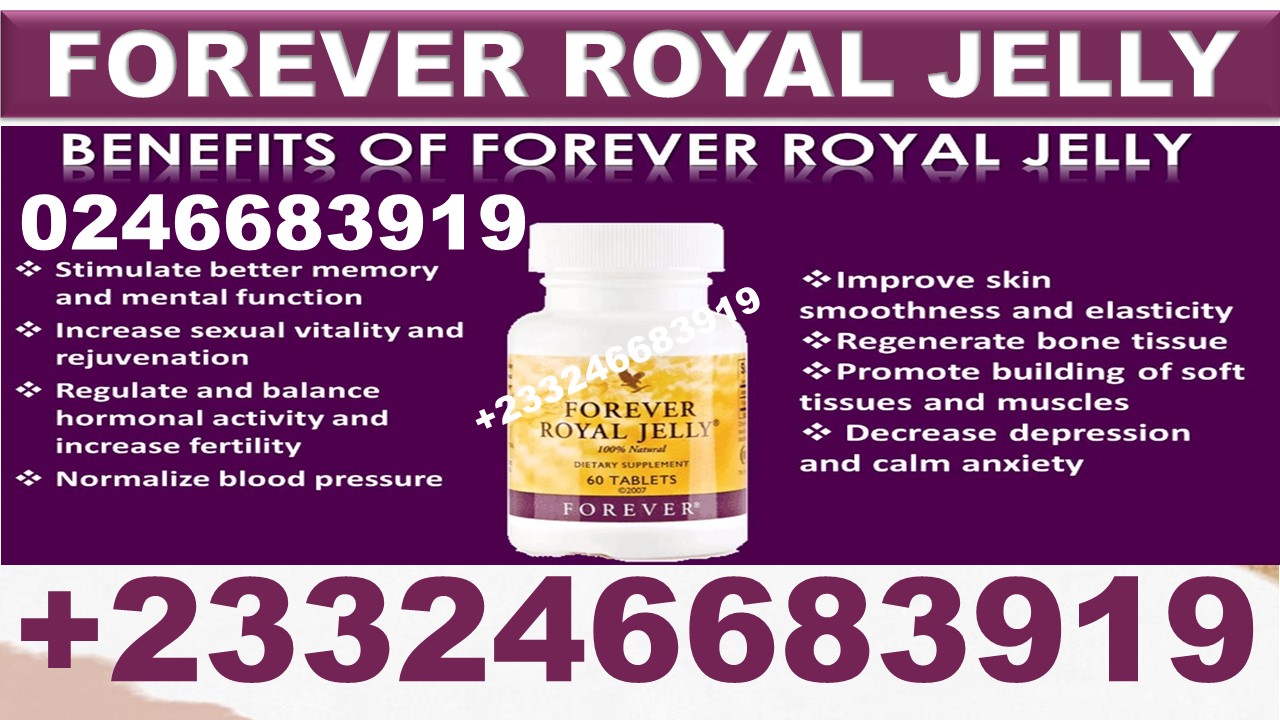 FOREVER ROYAL JELLY
BENEFITS OF FOREVER ROYAL JELLY
0246683919
❖ Stimulate better memory
and mental function
❖ Increase sexual vitality and
rejuvenation
❖ Regulate and balance
hormonal activity and
increase fertility
❖ Normalize blood pressure
+233246683919
FOREVER
ROYAL JELLY®
100% Natural
DIETARY SUPPLEMENT
60 TABLETS
©2007
FOREVER®
❖Improve skin
smoothness and elasticity
❖Regenerate bone tissue
❖Promote building of soft
tissues and muscles
❖ Decrease depression
and calm anxiety
+233246683919